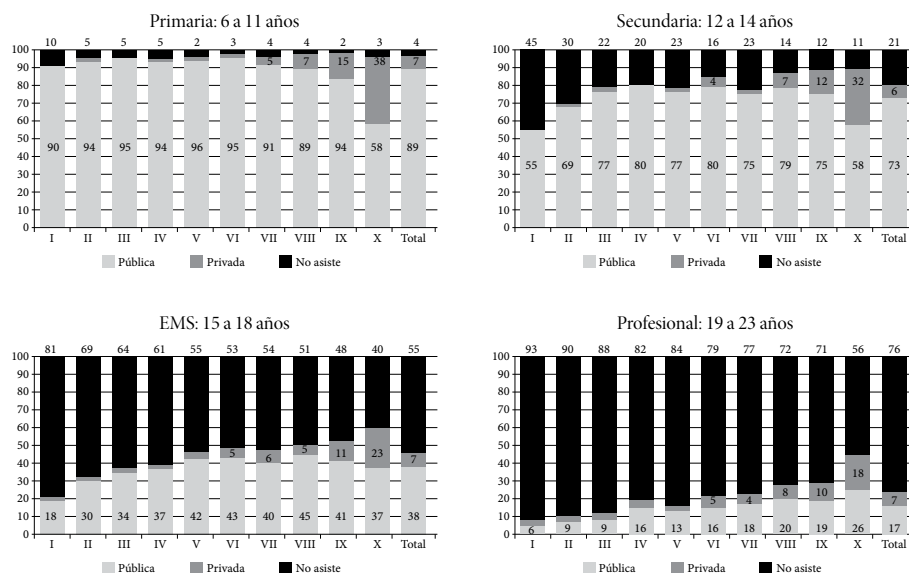 Primaria: 6 a 11 años
10 5 5 5 2 3 4 4 2 3 4
100
90
80
70
60
50
40
30
20
10
0
5 7 15 38 7
90 94 95 94 96 95 91 89 94 58 89
I II III IV V VI VII VIII IX X Total
Pública Privada No asiste
Secundaria: 12 a 14 años
45 30 22 20 23 16 23 14 12 11 21
100
90
80
70
60
50
40
30
20
10
0
4 7 12 32 6
55 69 77 80 77 80 75 79 75 58 73
I II III IV V VI VII VIII IX X Total
Pública Privada No asiste
EMS: 15 a 18 años
81 69 64 61 55 53 54 51 48 40 55
100
90
80
70
60
50
40
30
20
10
0
5 6 5 11 23 7
18 30 34 37 42 43 40 45 41 37 38
I II III IV V VI VII VIII IX X Total
Pública Privada No asiste
Profesional: 19 a 23 años
93 90 88 82 84 79 77 72 71 56 76
100
90
80
70
60
50
40
30
20
10
0
5 4 8 10 18 7
6 9 9 16 13 16 18 20 19 26 17
I II III IV V VI VII VIII IX X Total
Pública Privada No asiste